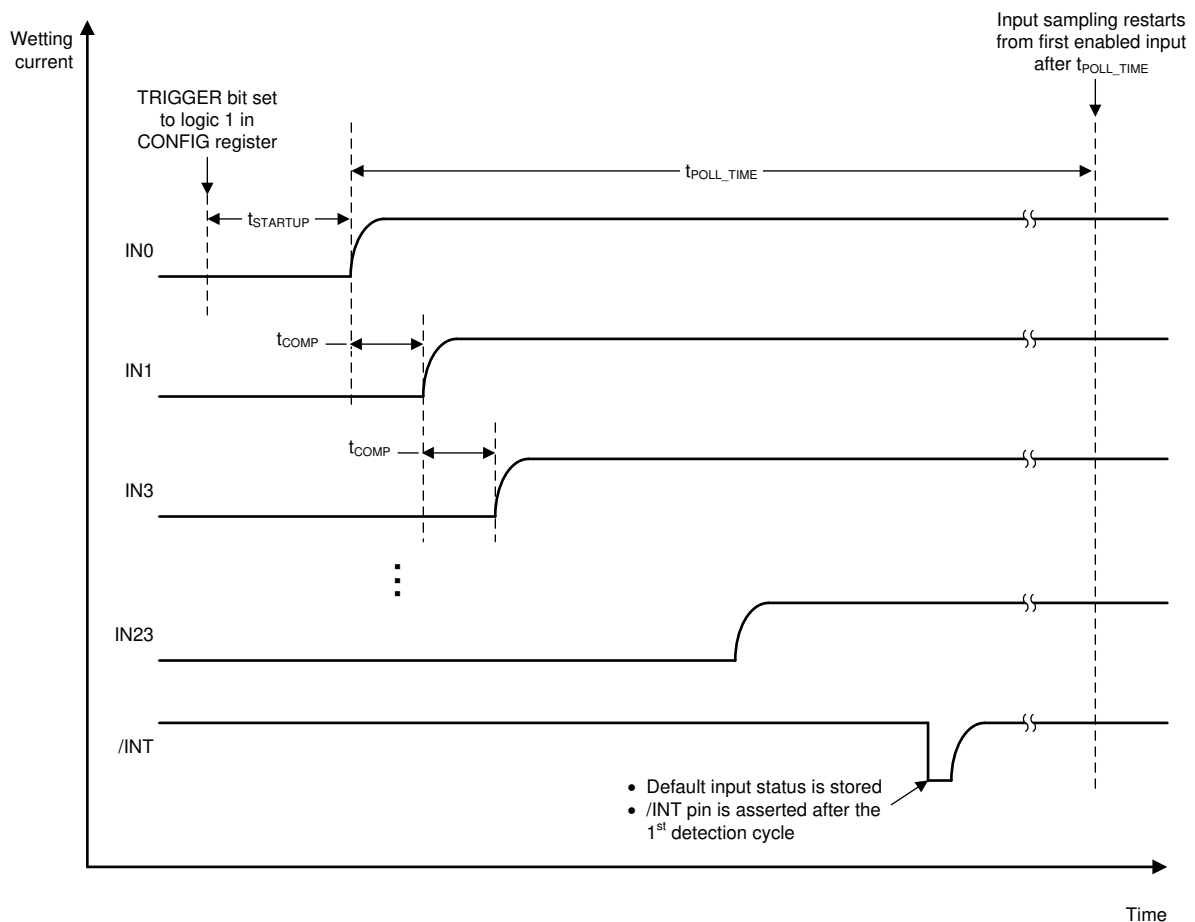 Wetting
current
Input sampling restarts
from first enabled input
after tPOLL_TIME
TRIGGER bit set
to logic 1 in
CONFIG register
tPOLL_TIME
tSTARTUP
IN0
tCOMP
IN1
tCOMP
IN3
IN23
/INT
• Default input status is stored
• /INT pin is asserted after the
1st detection cycle
Time